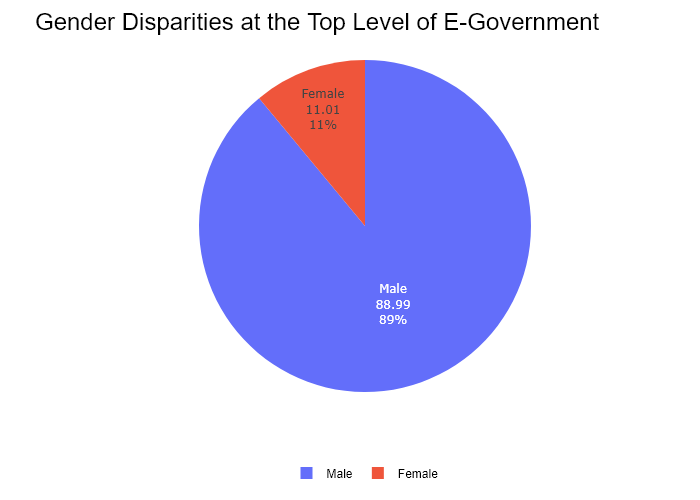 Gender Disparities at the Top Level of E-Government
Female
11.01
11%
Male
88.99
89%
Male
Female